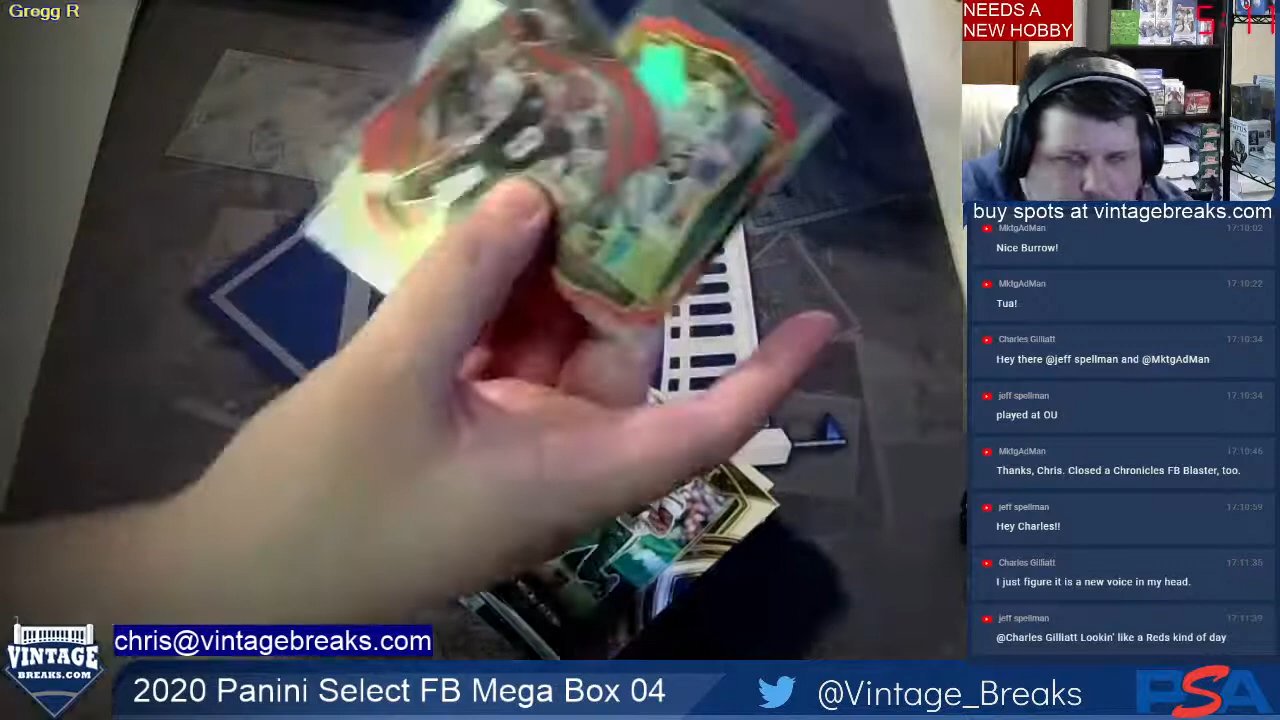 Gregg R
NEEDS A
NEW HOBBY
buy spots at vintagebreaks.com
MktgAdMan 17:10:02
Nice Burrow!
MktgAdMan 17:10:22
Tua!
Charles Gilliatt 17:10:34
Hey there @jeff spellman and @MktgAdMan
jeff spellman 17:10:34
played at OU
MktgAdMan 17:10:46
Thanks, Chris. Closed a Chronicles FB Blaster, too.
jeff spellman 17:10:59
Hey Charles!!
Charles Gilliatt 17:11:35
I just figure it is a new voice in my head.
jeff spellman 17:11:39
@Charles Gilliatt Lookin' like a Reds kind of day
VINTAGE
BREAKS.COM
chris@vintagebreaks.com
2020 Panini Select FB Mega Box 04
@Vintage_Breaks
PSA